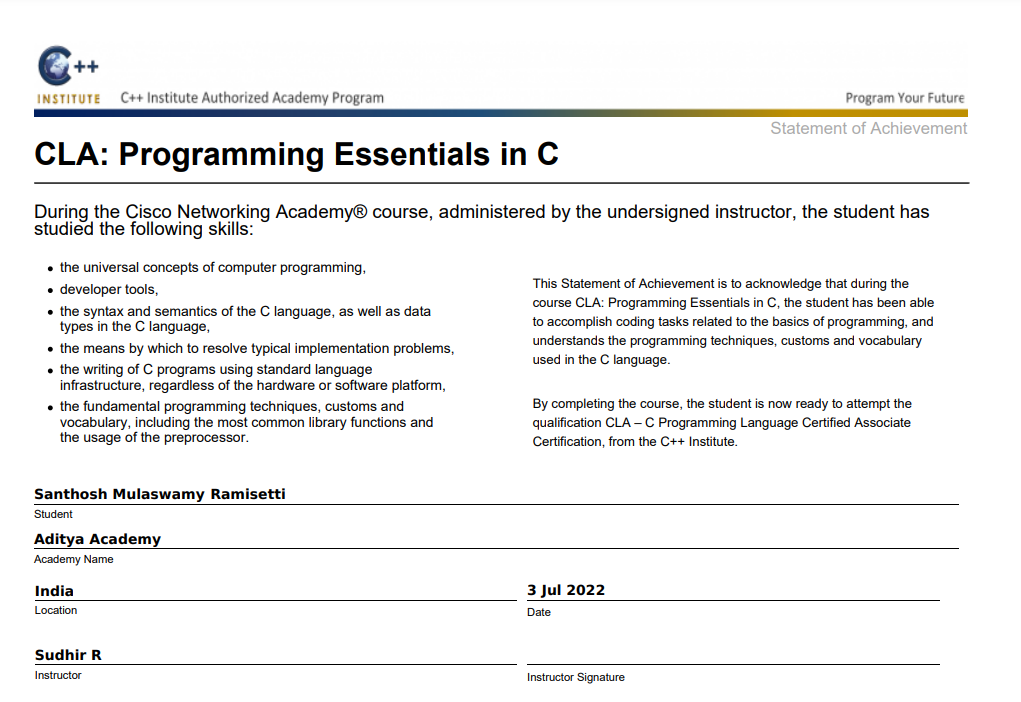 C++
INSTITUTE
C++ Institute Authorized Academy Program
Program Your Future
Statement of Achievement
CLA: Programming Essentials in C
During the Cisco Networking Academy® course, administered by the undersigned instructor, the student has
studied the following skills:
• the universal concepts of computer programming,
• developer tools,
• the syntax and semantics of the C language, as well as data
types in the C language,
• the means by which to resolve typical implementation problems,
• the writing of C programs using standard language
infrastructure, regardless of the hardware or software platform,
• the fundamental programming techniques, customs and
vocabulary, including the most common library functions and
the usage of the preprocessor.
This Statement of Achievement is to acknowledge that during the
course CLA: Programming Essentials in C, the student has been able
to accomplish coding tasks related to the basics of programming, and
understands the programming techniques, customs and vocabulary
used in the C language.
By completing the course, the student is now ready to attempt the
qualification CLA – C Programming Language Certified Associate
Certification, from the C++ Institute.
Santhosh Mulaswamy Ramisetti
Student
Aditya Academy
Academy Name
India
Location
3 Jul 2022
Date
Sudhir R
Instructor
Instructor Signature